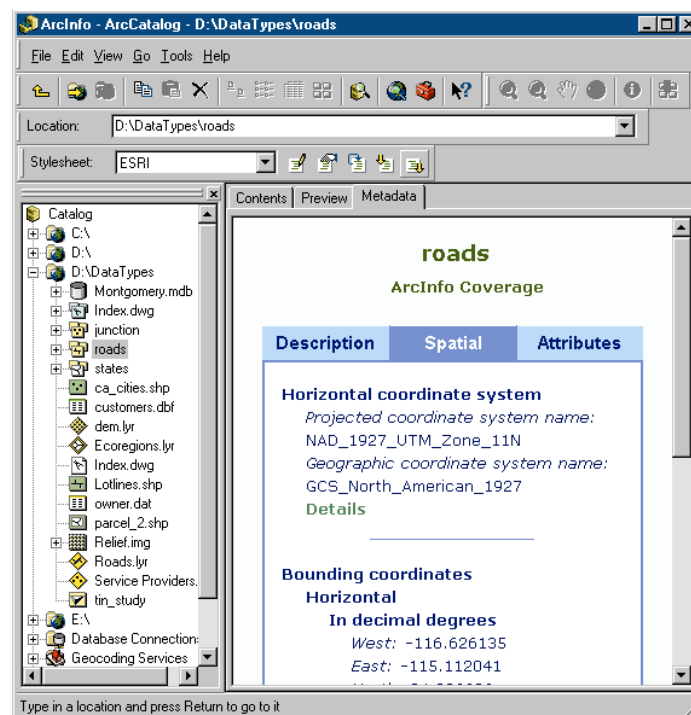 ArcInfo - ArcCatalog - D:\DataTypes\roads
File Edit View Go Tools Help
Location: D:\DataTypes\roads
Stylesheet: ESRI
Catalog
C:\
D:\
D:\DataTypes
Montgomery.mdb
Index.dwg
junction
roads
states
ca_cities.shp
customers.dbf
dem.lyr
Ecoregions.lyr
Index.dwg
Lotlines.shp
owner.dat
parcel_2.shp
Relief.img
Roads.lyr
Service Providers.
tin_study
E:\
Database Connection:
Geocoding Services
Contents Preview Metadata
roads
ArcInfo Coverage
Description Spatial Attributes
Horizontal coordinate system
Projected coordinate system name:
NAD_1927_UTM_Zone_11N
Geographic coordinate system name:
GCS_North_American_1927
Details
Bounding coordinates
Horizontal
In decimal degrees
West: -116.626135
East: -115.112041
Type in a location and press Return to go to it